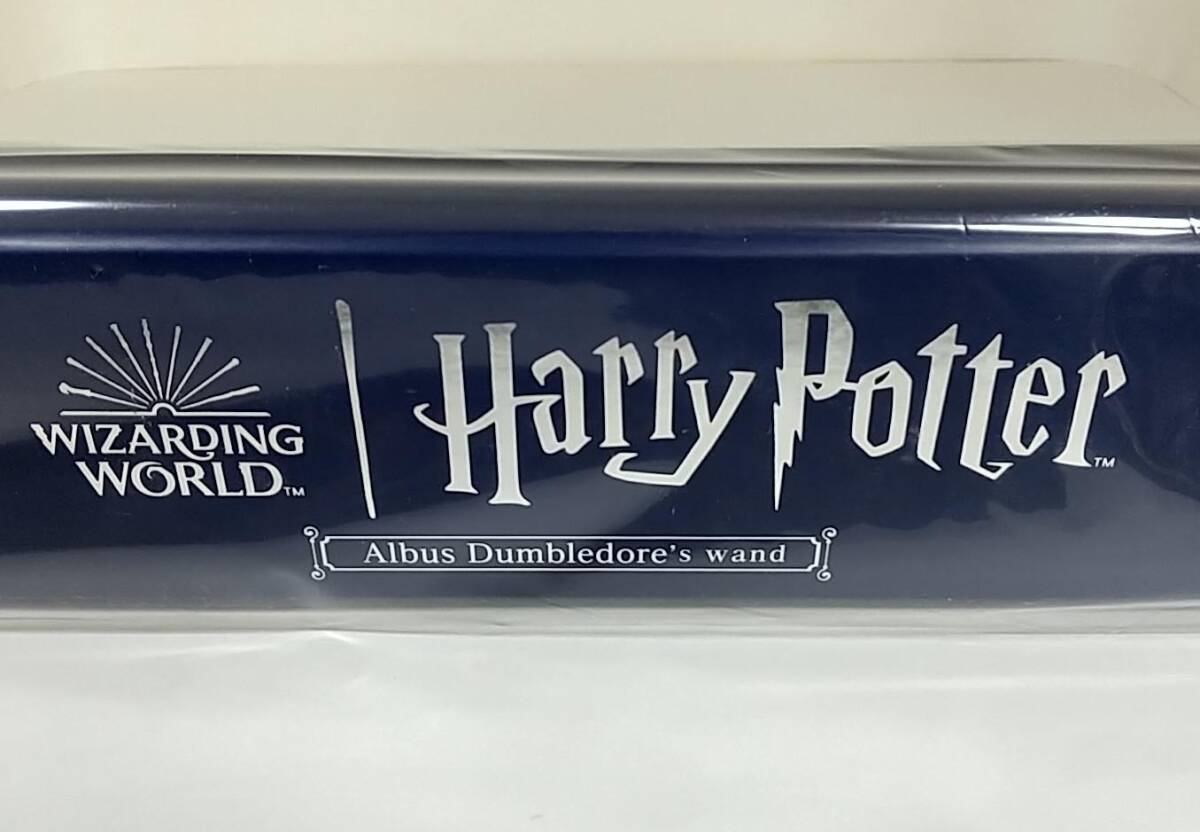 WIZARDING
WORLD™
Harry Potter™
Albus Dumbledore's wand